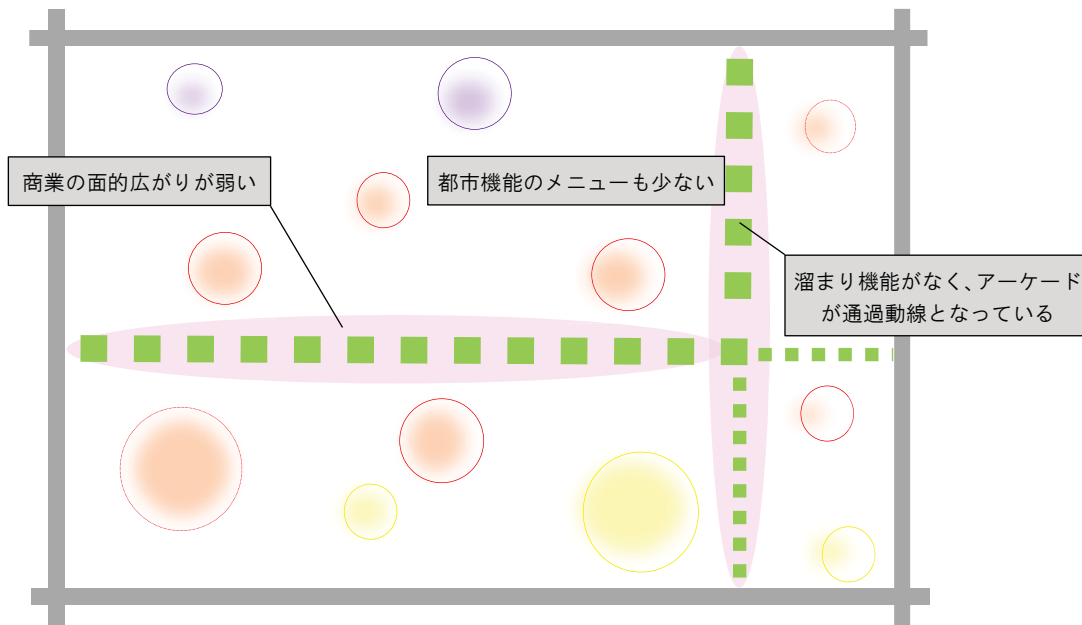 商業の面的広がりが弱い
都市機能のメニューも少ない
溜まり機能がなく、アーケード
が通過動線となっている